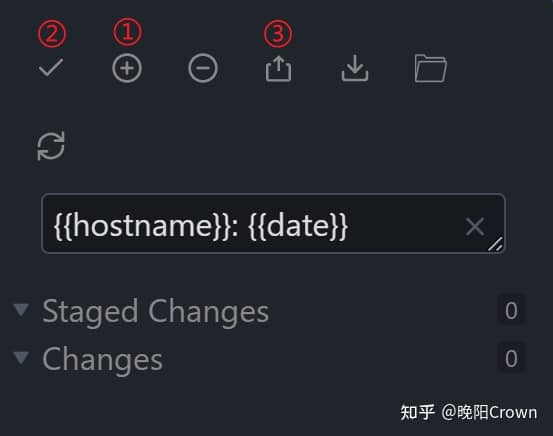 ② ① ③
{{hostname}}: {{date}}
Staged Changes 0
Changes 0
知乎 @晚阳Crown